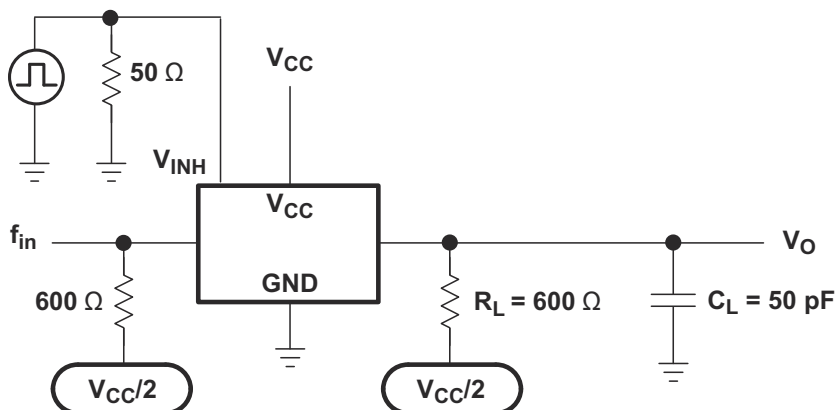 50 Ω
V_CC
V_INH
V_CC
f_in
V_O
GND
600 Ω
R_L = 600 Ω
C_L = 50 pF
V_CC/2
V_CC/2